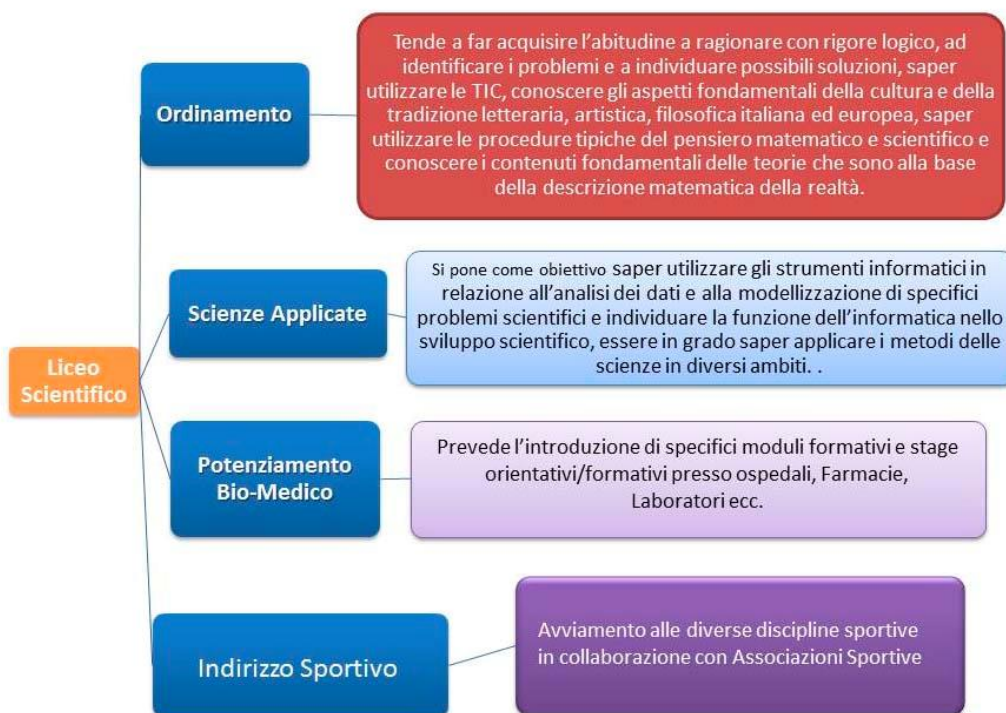 Liceo
Scientifico
Ordinamento
Tende a far acquisire l'abitudine a ragionare con rigore logico, ad
identificare i problemi e a individuare possibili soluzioni, saper
utilizzare le TIC, conoscere gli aspetti fondamentali della cultura e della
tradizione letteraria, artistica, filosofica italiana ed europea, saper
utilizzare le procedure tipiche del pensiero matematico e scientifico e
conoscere i contenuti fondamentali delle teorie che sono alla base
della descrizione matematica della realtà.
Scienze Applicate
Si pone come obiettivo saper utilizzare gli strumenti informatici in
relazione all'analisi dei dati e alla modellizzazione di specifici
problemi scientifici e individuare la funzione dell'informatica nello
sviluppo scientifico, essere in grado saper applicare i metodi delle
scienze in diversi ambiti. .
Potenziamento
Bio-Medico
Prevede l'introduzione di specifici moduli formativi e stage
orientativi/formativi presso ospedali, Farmacie,
Laboratori ecc.
Indirizzo Sportivo
Avviamento alle diverse discipline sportive
in collaborazione con Associazioni Sportive